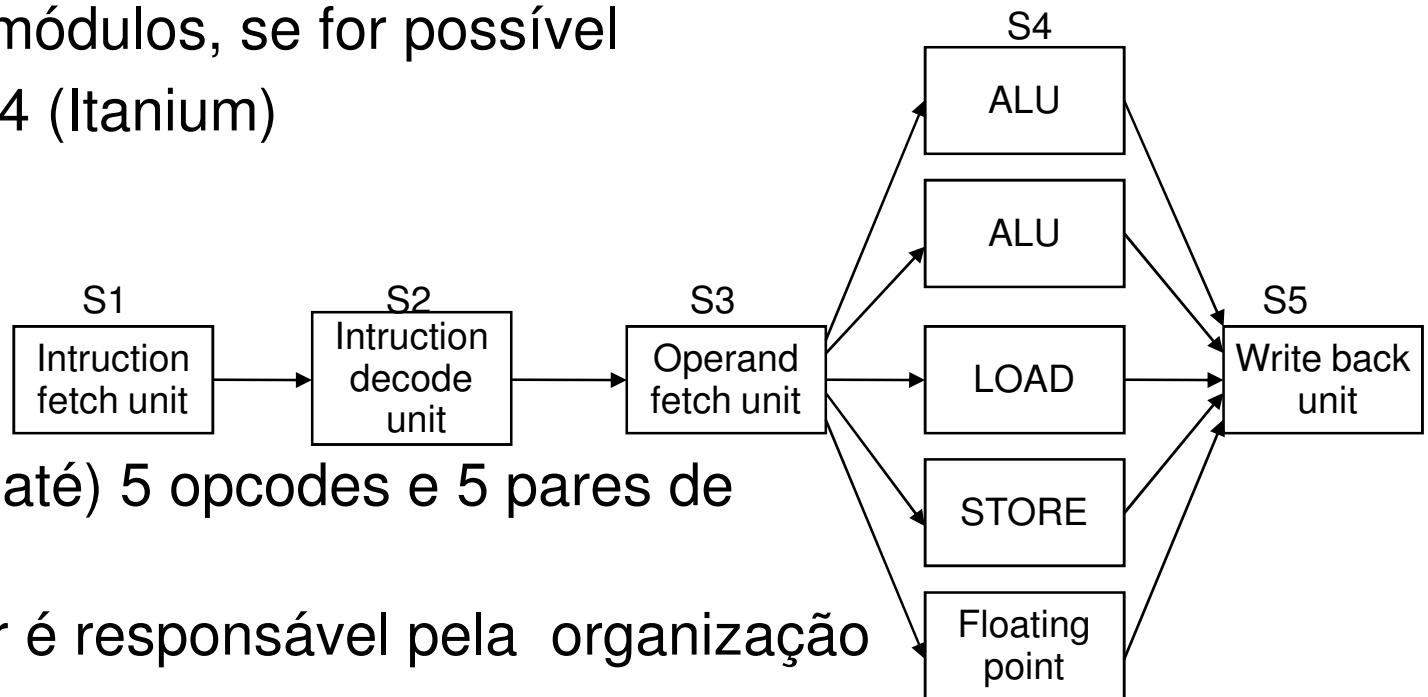 módulos, se for possível
4 (Itanium)
S4
ALU
ALU
S1
Intruction
fetch unit
S2
Intruction
decode
unit
S3
Operand
fetch unit
LOAD
S5
Write back
unit
até) 5 opcodes e 5 pares de
STORE
r é responsável pela organização
Floating
point